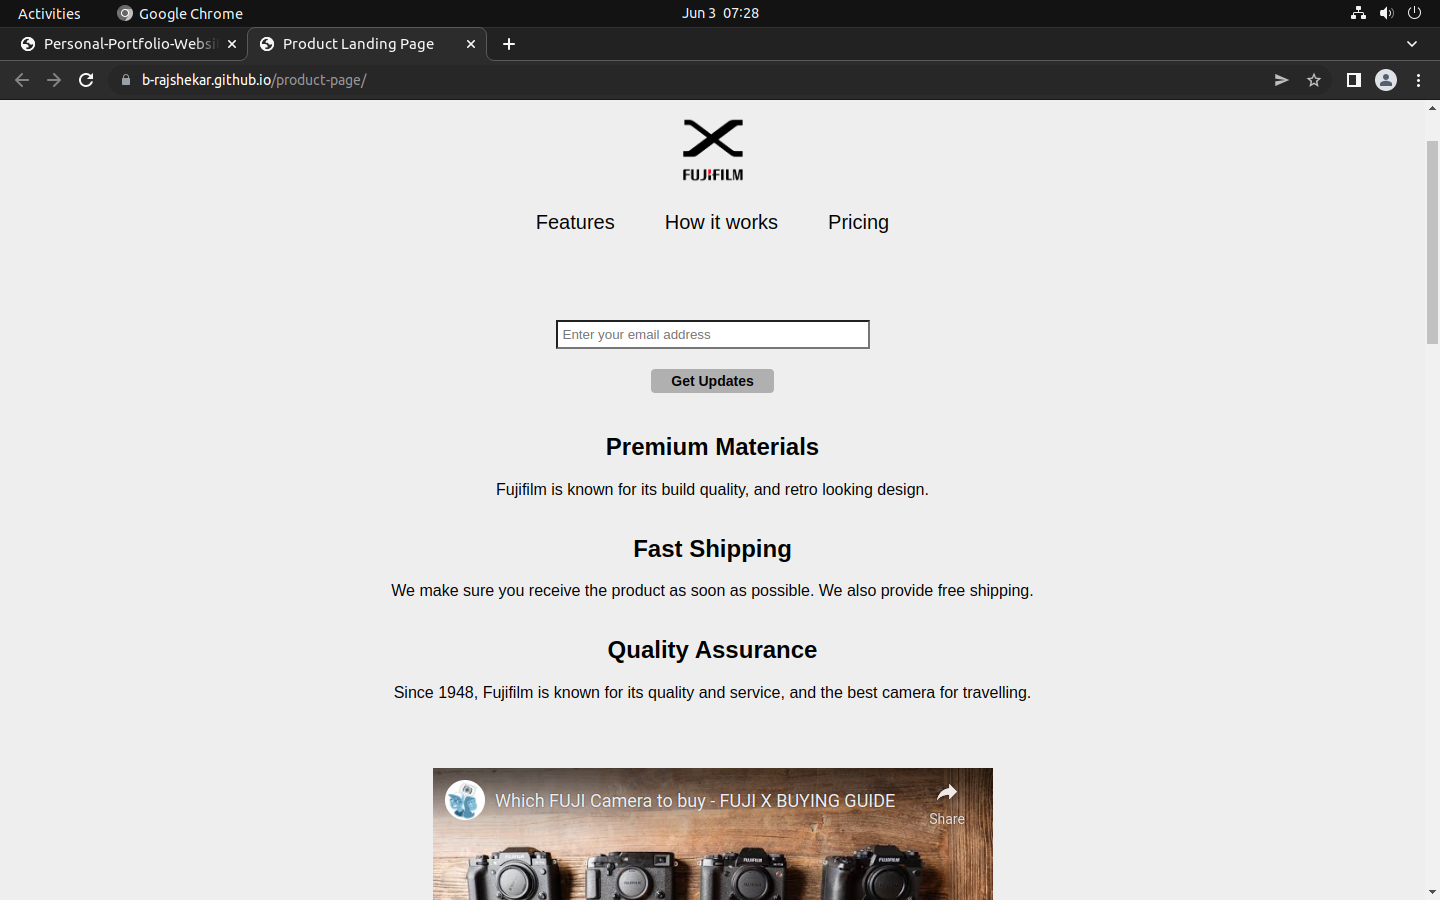 Activities
Google Chrome
Jun 3 07:28
Personal-Portfolio-Websi
Product Landing Page
b-rajshekar.github.io/product-page/
FUJIFILM
Features
How it works
Pricing
Enter your email address
Get Updates
Premium Materials
Fujifilm is known for its build quality, and retro looking design.
Fast Shipping
We make sure you receive the product as soon as possible. We also provide free shipping.
Quality Assurance
Since 1948, Fujifilm is known for its quality and service, and the best camera for travelling.
Which FUJI Camera to buy - FUJI X BUYING GUIDE
Share